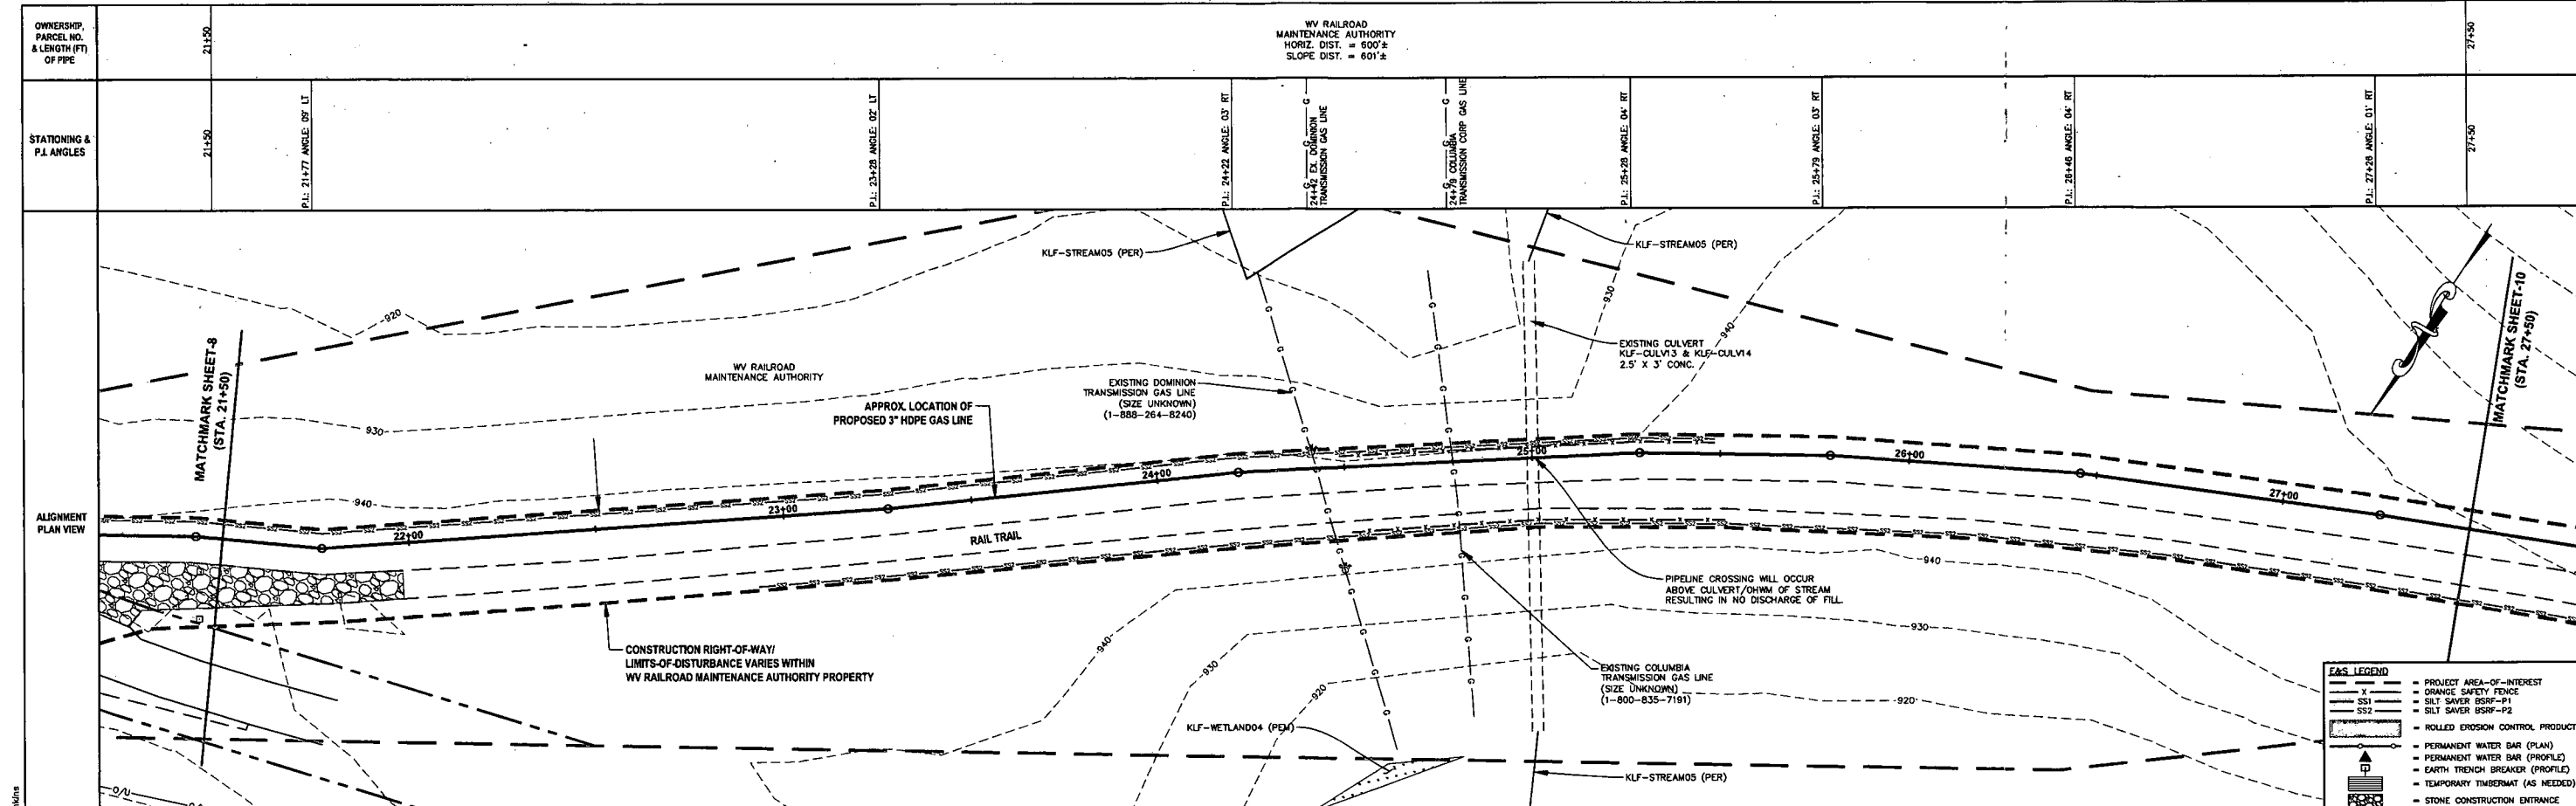 OWNERSHIP,
PARCEL NO.
& LENGTH (FT)
OF PIPE
21+50
WV RAILROAD
MAINTENANCE AUTHORITY
HORIZ. DIST. = 600'±
SLOPE DIST. = 601'±
27+50
STATIONING &
P.I. ANGLES
21+50
P.I.: 21+77 ANGLE: 09° LT
P.I.: 23+28 ANGLE: 02° LT
P.I.: 24+22 ANGLE: 03° RT
G G G
24+42 EX. DOMINION
TRANSMISSION GAS LINE
G G G
24+79 COLUMBIA
TRANSMISSION CORP GAS LINE
P.I.: 25+28 ANGLE: 04° RT
P.I.: 25+79 ANGLE: 03° RT
P.I.: 26+46 ANGLE: 04° RT
P.I.: 27+26 ANGLE: 01° RT
27+50
ALIGNMENT
PLAN VIEW
MATCHMARK SHEET-8
(STA. 21+50)
920
930
940
WV RAILROAD
MAINTENANCE AUTHORITY
KLF-STREAM05 (PER)
KLF-STREAM05 (PER)
930
940
EXISTING CULVERT
KLF-CULV13 & KLF-CULV14
2.5' X 3' CONC.
EXISTING DOMINION
TRANSMISSION GAS LINE
(SIZE UNKNOWN)
(1-888-264-8240)
APPROX. LOCATION OF
PROPOSED 3" HDPE GAS LINE
MATCHMARK SHEET-10
(STA. 27+50)
22+00
23+00
24+00
25+00
26+00
27+00
RAIL TRAIL
PIPELINE CROSSING WILL OCCUR
ABOVE CULVERT/OHWM OF STREAM
RESULTING IN NO DISCHARGE OF FILL.
CONSTRUCTION RIGHT-OF-WAY/
LIMITS-OF-DISTURBANCE VARIES WITHIN
WV RAILROAD MAINTENANCE AUTHORITY PROPERTY
940
930
920
940
930
920
EXISTING COLUMBIA
TRANSMISSION GAS LINE
(SIZE UNKNOWN)
(1-800-835-7191)
KLF-WETLAND04 (PEM)
KLF-STREAM05 (PER)
O/U
E&S LEGEND
= PROJECT AREA-OF-INTEREST
X = ORANGE SAFETY FENCE
SS1 = SILT SAVER BSRF-P1
SS2 = SILT SAVER BSRF-P2
= ROLLED EROSION CONTROL PRODUCT
= PERMANENT WATER BAR (PLAN)
= PERMANENT WATER BAR (PROFILE)
= EARTH TRENCH BREAKER (PROFILE)
= TEMPORARY TIMBERMAT (AS NEEDED)
= STONE CONSTRUCTION ENTRANCE